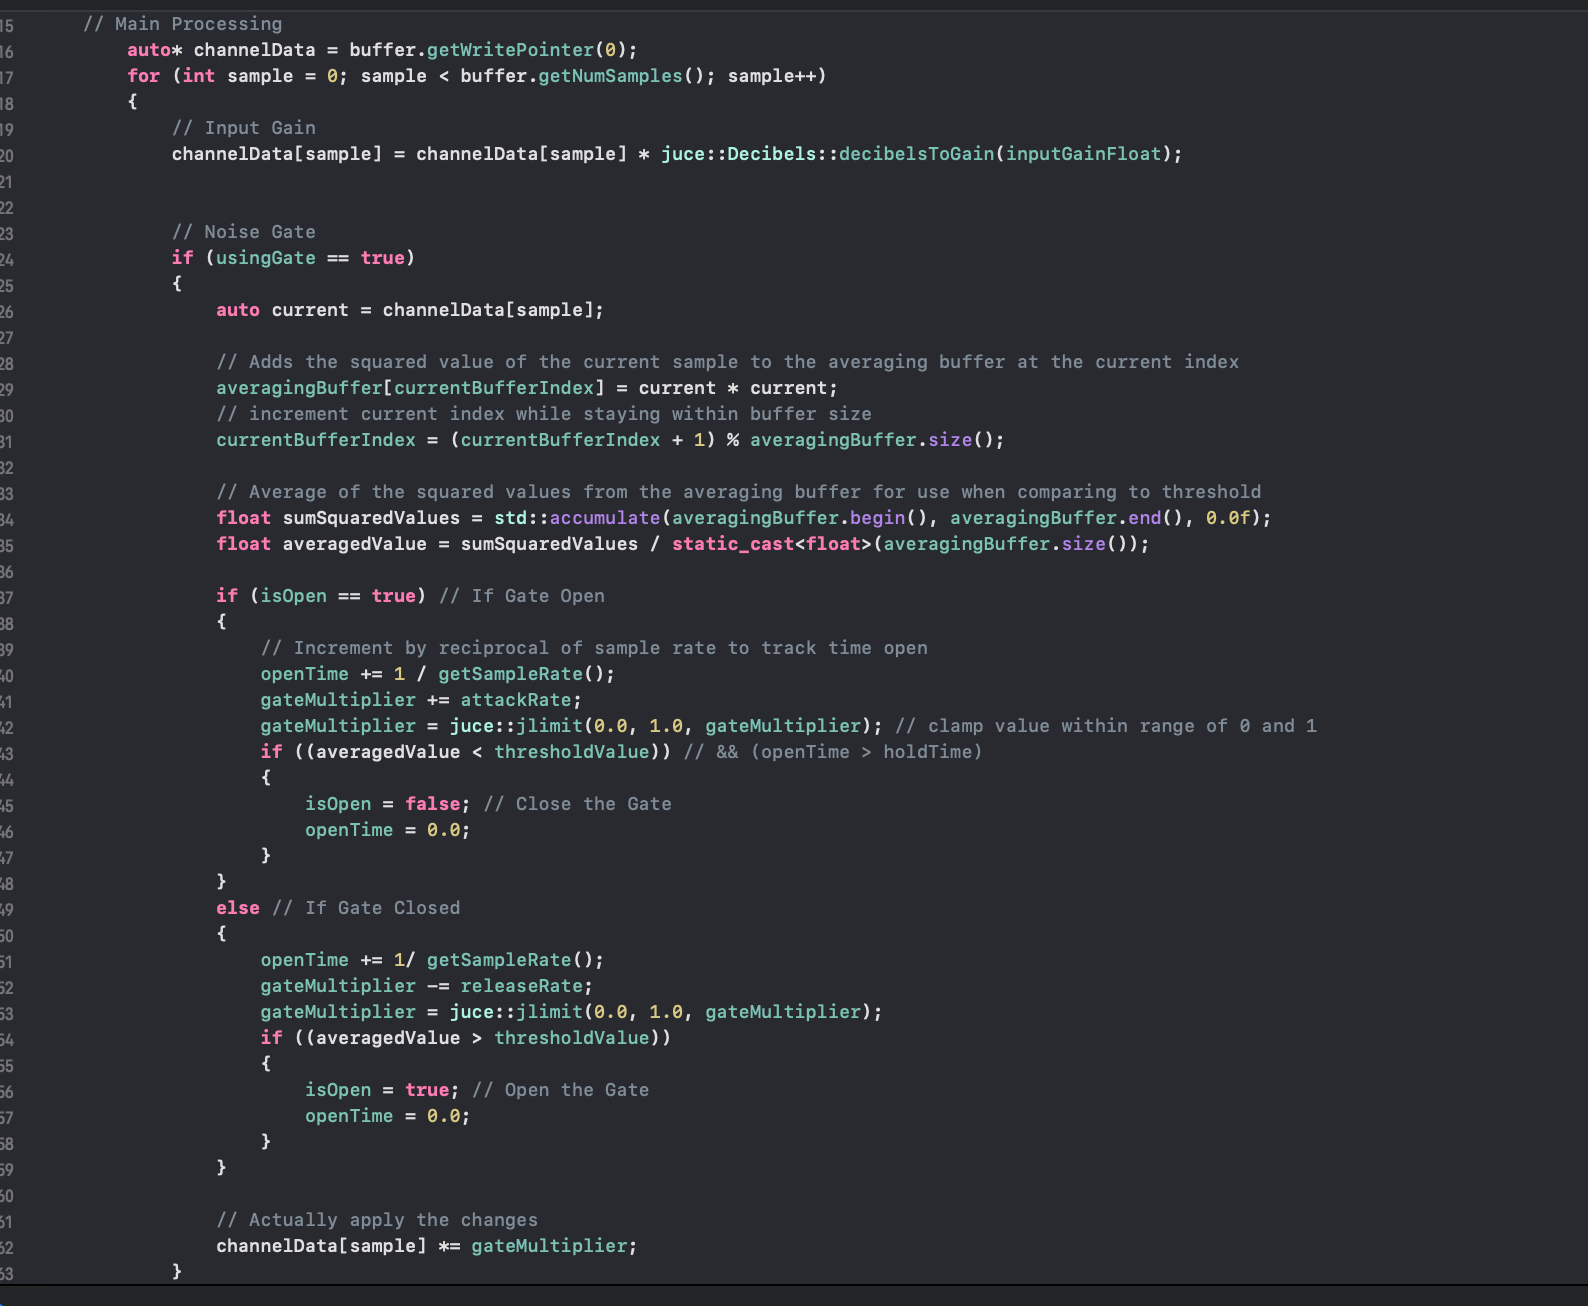 15 // Main Processing
16 auto* channelData = buffer.getWritePointer(0);
17 for (int sample = 0; sample < buffer.getNumSamples(); sample++)
18 {
19 // Input Gain
20 channelData[sample] = channelData[sample] * juce::Decibels::decibelsToGain(inputGainFloat);
21
22
23 // Noise Gate
24 if (usingGate == true)
25 {
26 auto current = channelData[sample];
27
28 // Adds the squared value of the current sample to the averaging buffer at the current index
29 averagingBuffer[currentBufferIndex] = current * current;
30 // increment current index while staying within buffer size
31 currentBufferIndex = (currentBufferIndex + 1) % averagingBuffer.size();
32
33 // Average of the squared values from the averaging buffer for use when comparing to threshold
34 float sumSquaredValues = std::accumulate(averagingBuffer.begin(), averagingBuffer.end(), 0.0f);
35 float averagedValue = sumSquaredValues / static_cast<float>(averagingBuffer.size());
36
37 if (isOpen == true) // If Gate Open
38 {
39 // Increment by reciprocal of sample rate to track time open
40 openTime += 1 / getSampleRate();
41 gateMultiplier += attackRate;
42 gateMultiplier = juce::jlimit(0.0, 1.0, gateMultiplier); // clamp value within range of 0 and 1
43 if ((averagedValue < thresholdValue)) // && (openTime > holdTime)
44 {
45 isOpen = false; // Close the Gate
46 openTime = 0.0;
47 }
48 }
49 else // If Gate Closed
50 {
51 openTime += 1/ getSampleRate();
52 gateMultiplier -= releaseRate;
53 gateMultiplier = juce::jlimit(0.0, 1.0, gateMultiplier);
54 if ((averagedValue > thresholdValue))
55 {
56 isOpen = true; // Open the Gate
57 openTime = 0.0;
58 }
59 }
60
61 // Actually apply the changes
62 channelData[sample] *= gateMultiplier;
63 }